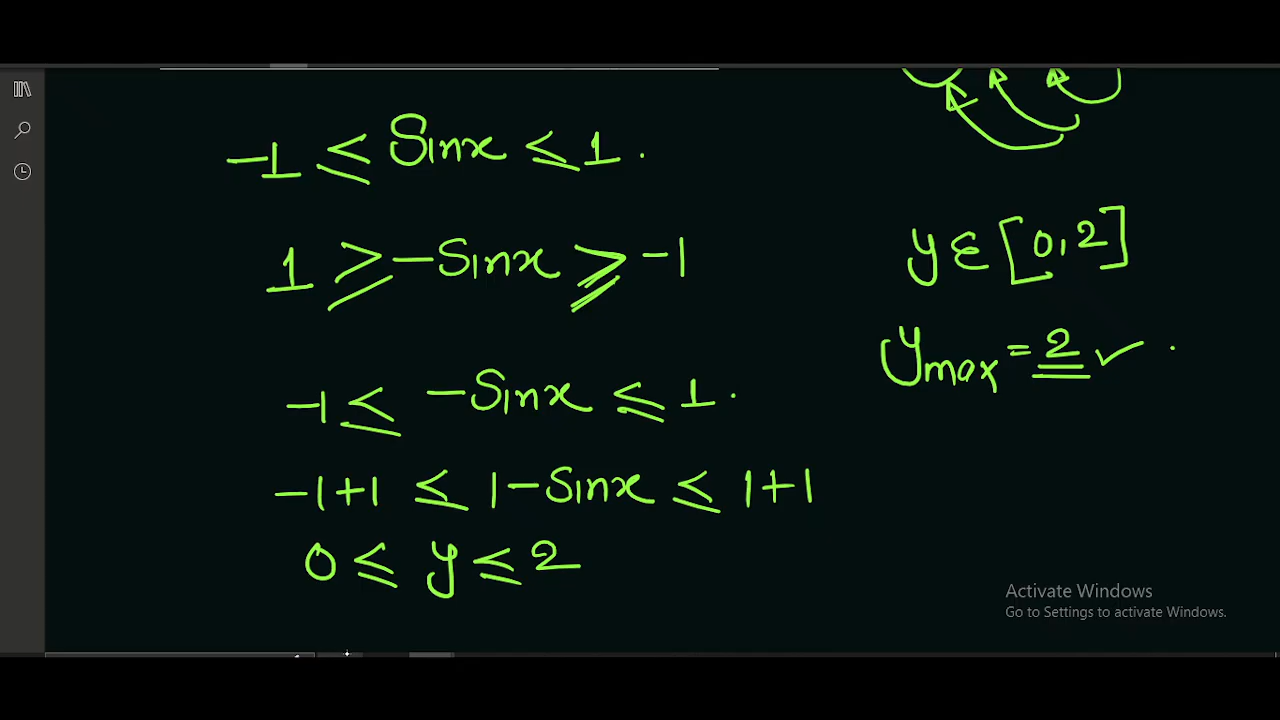 -1 ≤ Sinx ≤ 1.
1 ≥ -Sinx ≥ -1
-1 ≤ -Sinx ≤ 1.
-1+1 ≤ 1-Sinx ≤ 1+1
0 ≤ y ≤ 2
y ∈ [0,2]
ymax = 2 ✓.
Activate Windows
Go to Settings to activate Windows.